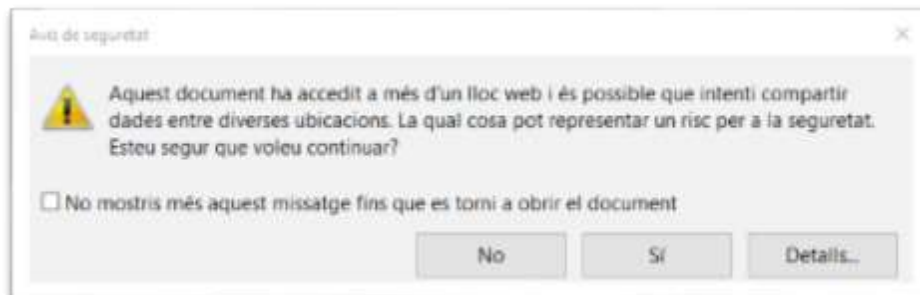 Avís de seguretat
Aquest document ha accedit a més d'un lloc web i és possible que intenti compartir
dades entre diverses ubicacions. La qual cosa pot representar un risc per a la seguretat.
Esteu segur que voleu continuar?
No mostris més aquest missatge fins que es torni a obrir el document
No
Sí
Detalls...